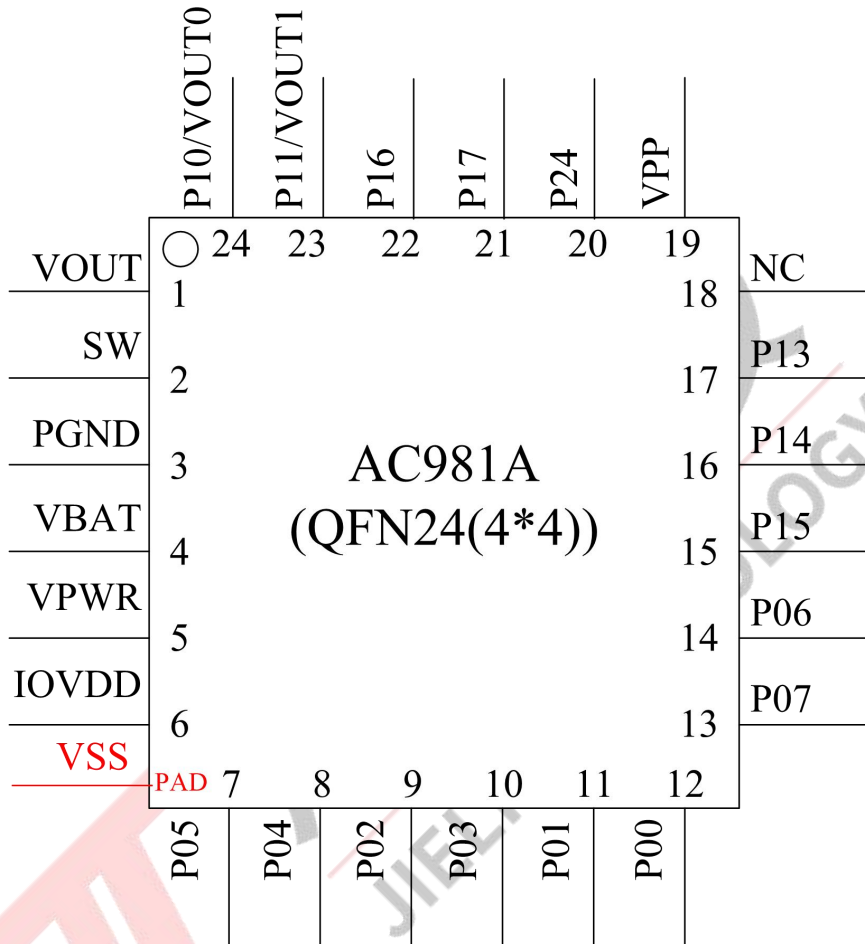 P10/VOUT0
P11/VOUT1
P16
P17
P24
VPP
24
23
22
21
20
19
VOUT
1
SW
2
PGND
3
VBAT
4
VPWR
5
IOVDD
6
VSS
PAD
AC981A
(QFN24(4*4))
NC
18
P13
17
P14
16
P15
15
P06
14
P07
13
7
8
9
10
11
12
P05
P04
P02
P03
P01
P00